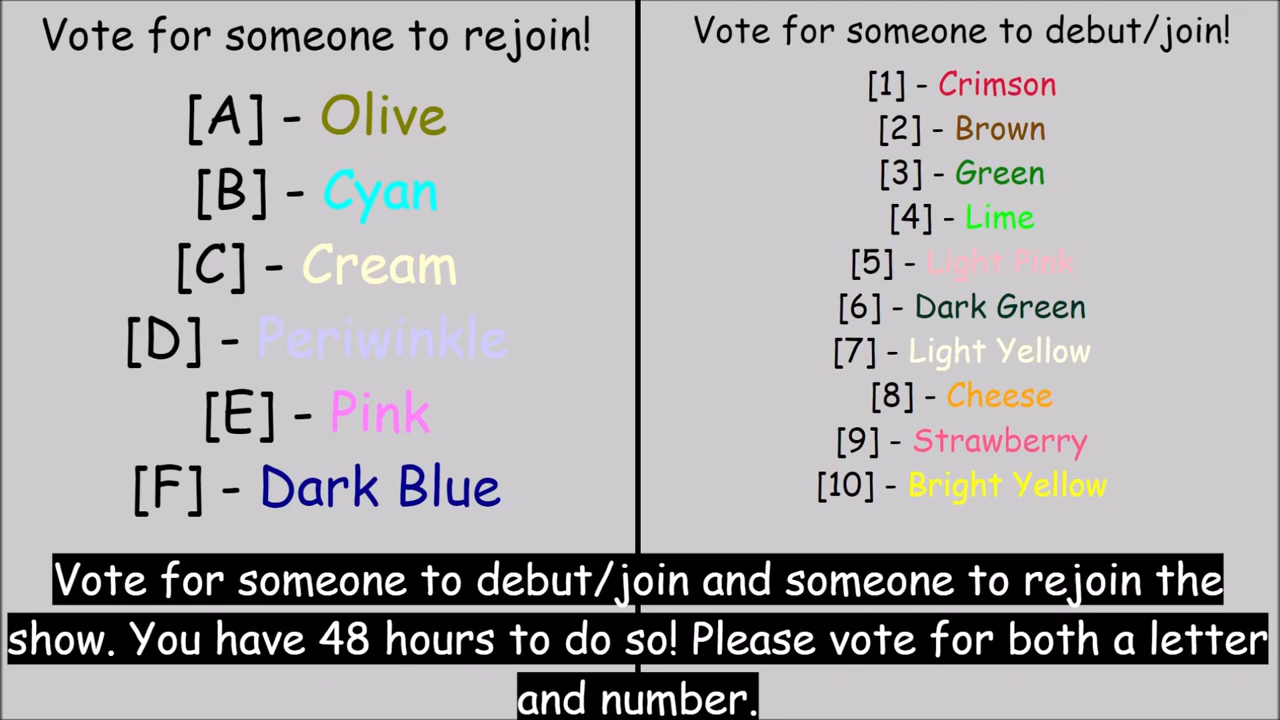 Vote for someone to rejoin!
[A] - Olive
[B] - Cyan
[C] - Cream
[D] - Periwinkle
[E] - Pink
[F] - Dark Blue
Vote for someone to debut/join!
[1] - Crimson
[2] - Brown
[3] - Green
[4] - Lime
[5] - Light Pink
[6] - Dark Green
[7] - Light Yellow
[8] - Cheese
[9] - Strawberry
[10] - Bright Yellow
Vote for someone to debut/join and someone to rejoin the
show. You have 48 hours to do so! Please vote for both a letter
and number.